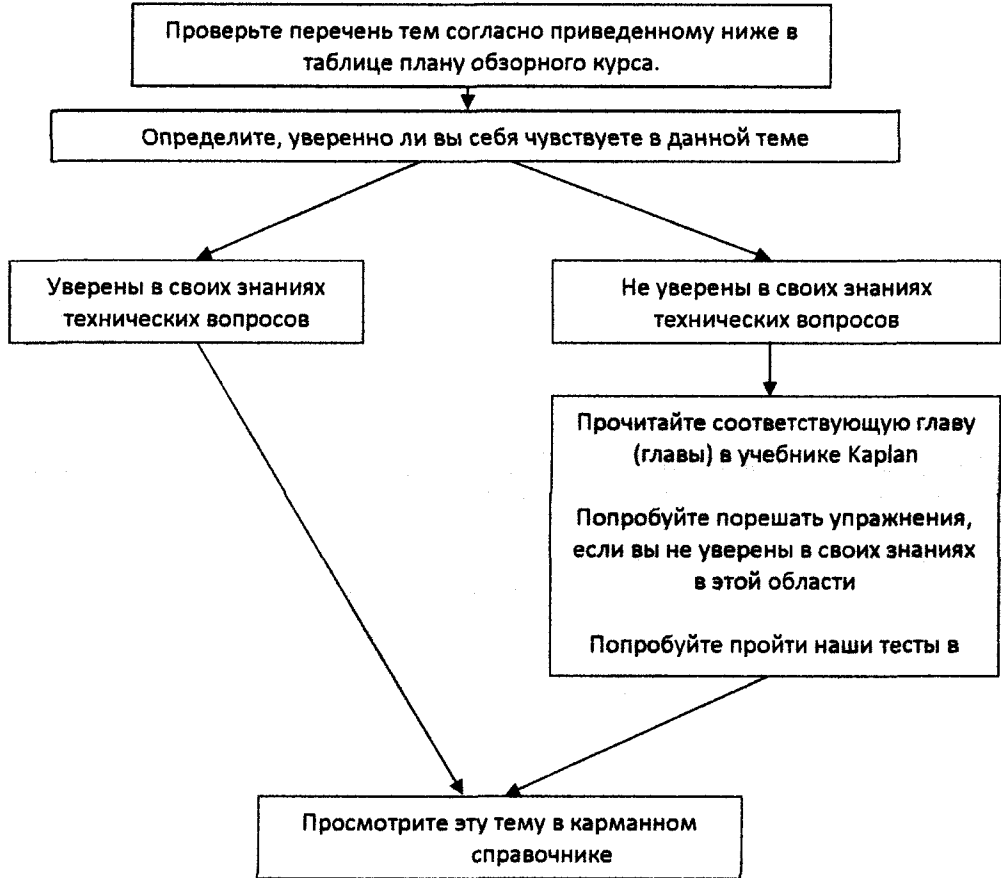 Проверьте перечень тем согласно приведенному ниже в
таблице плану обзорного курса.
Определите, уверенно ли вы себя чувствуете в данной теме
Уверены в своих знаниях
технических вопросов
Не уверены в своих знаниях
технических вопросов
Прочитайте соответствующую главу
(главы) в учебнике Kaplan
Попробуйте порешать упражнения,
если вы не уверены в своих знаниях
в этой области
Попробуйте пройти наши тесты в
Просмотрите эту тему в карманном
справочнике